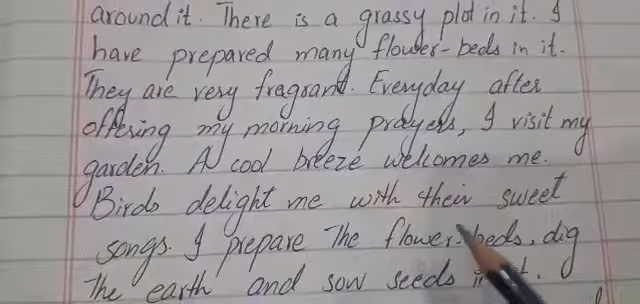 around it. There is a grassy plot in it. I
have prepared many flower-beds in it.
They are very fragrant. Everyday after
offering my morning prayers, I visit my
garden. A cool breeze welcomes me.
Birds delight me with their sweet
songs. I prepare The flower-beds, dig
The earth and sow seeds